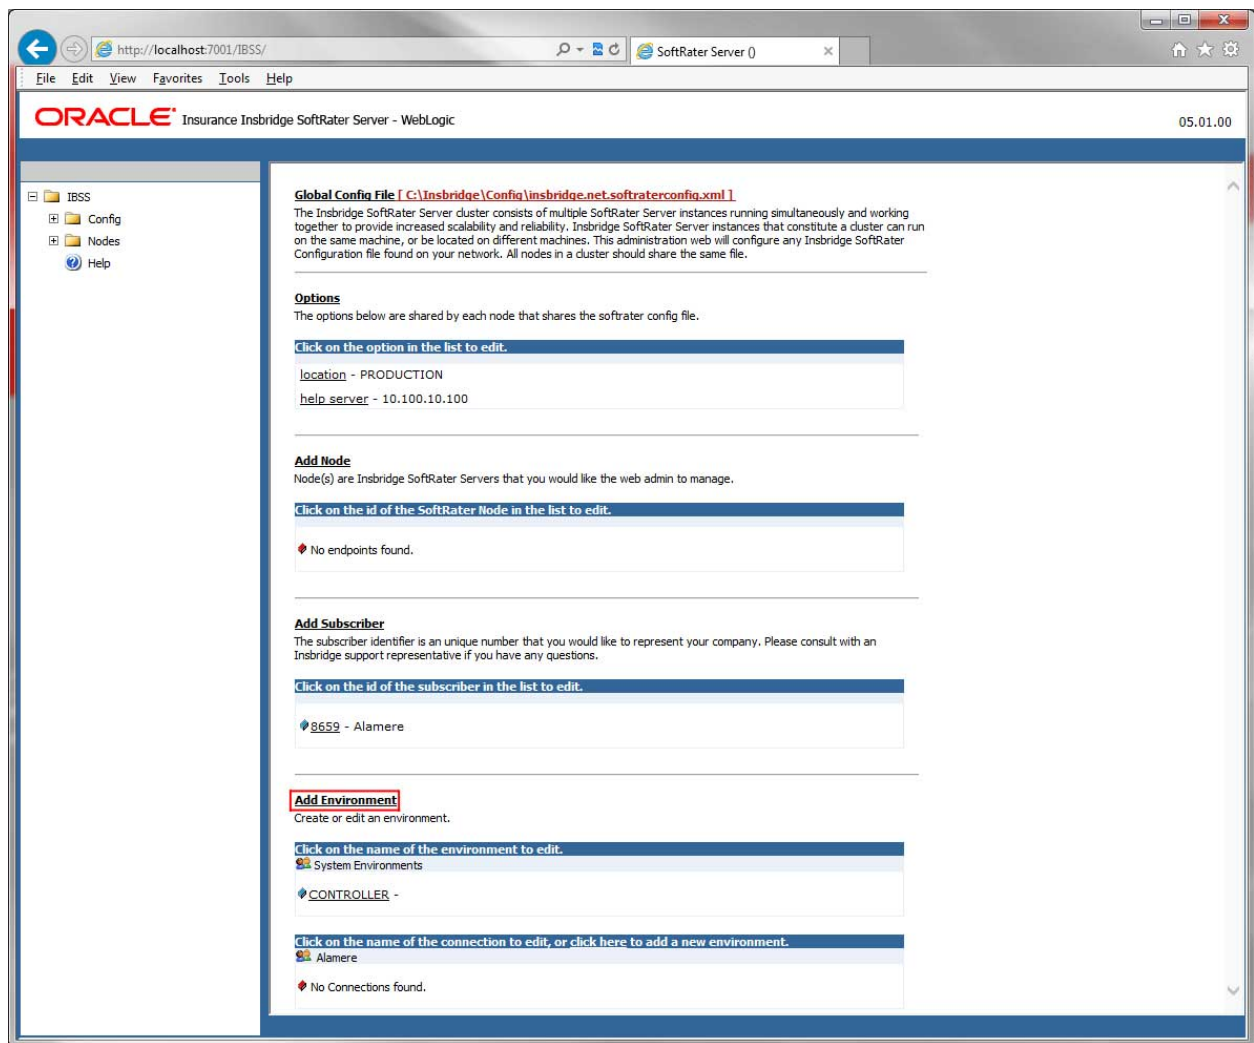 http://localhost:7001/IBSS/
SoftRater Server ()
File Edit View Favorites Tools Help
ORACLE Insurance Insbridge SoftRater Server - WebLogic
05.01.00
IBSS
Config
Nodes
Help
Global Config File [ C:\Insbridge\Config\insbridge.net.softraterconfig.xml ]
The Insbridge SoftRater Server cluster consists of multiple SoftRater Server instances running simultaneously and working
together to provide increased scalability and reliability. Insbridge SoftRater Server instances that constitute a cluster can run
on the same machine, or be located on different machines. This administration web will configure any Insbridge SoftRater
Configuration file found on your network. All nodes in a cluster should share the same file.
Options
The options below are shared by each node that shares the softrater config file.
Click on the option in the list to edit.
location - PRODUCTION
help server - 10.100.10.100
Add Node
Node(s) are Insbridge SoftRater Servers that you would like the web admin to manage.
Click on the id of the SoftRater Node in the list to edit.
No endpoints found.
Add Subscriber
The subscriber identifier is an unique number that you would like to represent your company. Please consult with an
Insbridge support representative if you have any questions.
Click on the id of the subscriber in the list to edit.
8659 - Alamere
Add Environment
Create or edit an environment.
Click on the name of the environment to edit.
System Environments
CONTROLLER -
Click on the name of the connection to edit, or click here to add a new environment.
Alamere
No Connections found.